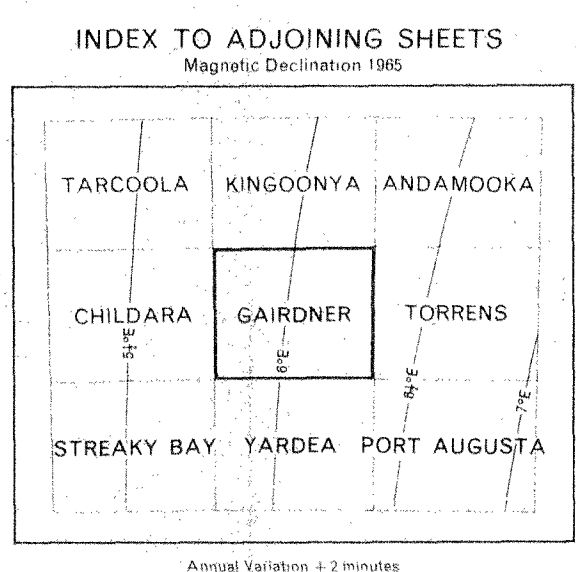 INDEX TO ADJOINING SHEETS
Magnetic Declination 1965
TARCOOLA KINGOONYA ANDAMOOKA
CHILDARA GAIRDNER TORRENS
5½°E
6°E
6½°E
7°E
STREAKY BAY YARDEA PORT AUGUSTA
Annual Variation + 2 minutes